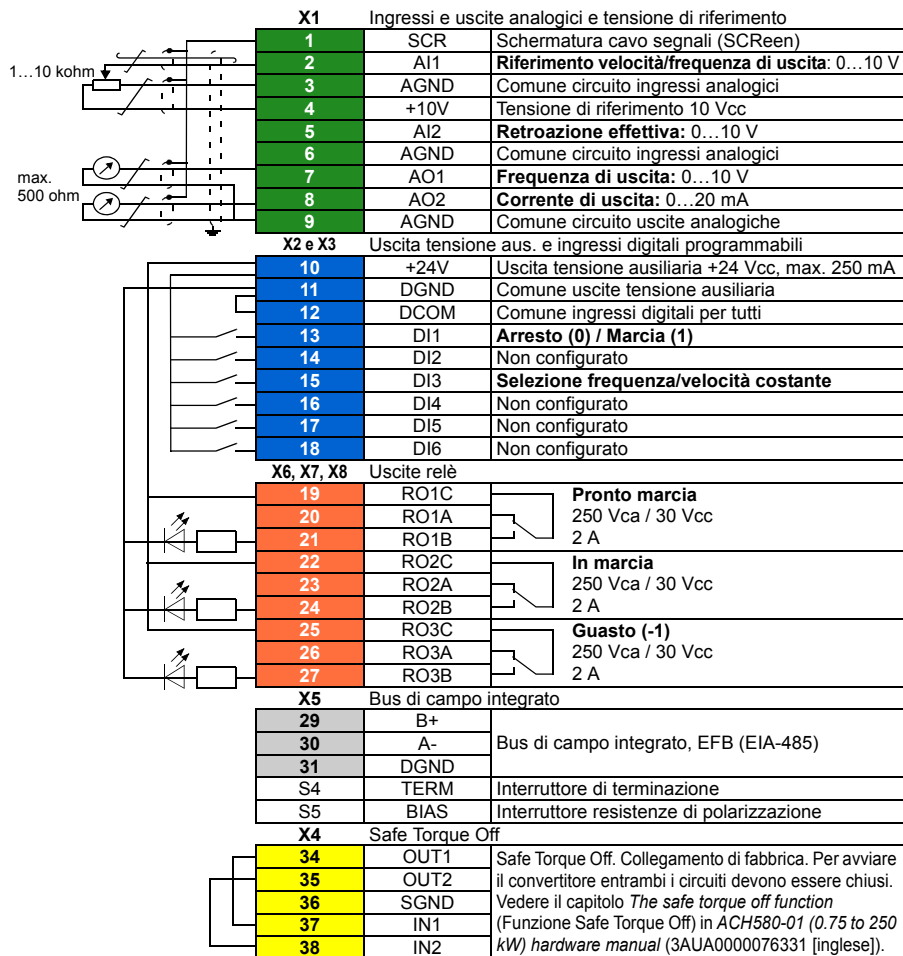 X1 Ingressi e uscite analogici e tensione di riferimento
1 SCR Schermatura cavo segnali (SCReen)
2 AI1 Riferimento velocità/frequenza di uscita: 0…10 V
1…10 kohm
3 AGND Comune circuito ingressi analogici
4 +10V Tensione di riferimento 10 Vcc
5 AI2 Retroazione effettiva: 0…10 V
6 AGND Comune circuito ingressi analogici
7 AO1 Frequenza di uscita: 0…10 V
max.
500 ohm
8 AO2 Corrente di uscita: 0…20 mA
9 AGND Comune circuito uscite analogiche
X2 e X3 Uscita tensione aus. e ingressi digitali programmabili
10 +24V Uscita tensione ausiliaria +24 Vcc, max. 250 mA
11 DGND Comune uscite tensione ausiliaria
12 DCOM Comune ingressi digitali per tutti
13 DI1 Arresto (0) / Marcia (1)
14 DI2 Non configurato
15 DI3 Selezione frequenza/velocità costante
16 DI4 Non configurato
17 DI5 Non configurato
18 DI6 Non configurato
X6, X7, X8 Uscite relè
19 RO1C Pronto marcia
20 RO1A 250 Vca / 30 Vcc
21 RO1B 2 A
22 RO2C In marcia
23 RO2A 250 Vca / 30 Vcc
24 RO2B 2 A
25 RO3C Guasto (-1)
26 RO3A 250 Vca / 30 Vcc
27 RO3B 2 A
X5 Bus di campo integrato
29 B+
30 A- Bus di campo integrato, EFB (EIA-485)
31 DGND
S4 TERM Interruttore di terminazione
S5 BIAS Interruttore resistenze di polarizzazione
X4 Safe Torque Off
34 OUT1 Safe Torque Off. Collegamento di fabbrica. Per avviare
35 OUT2 il convertitore entrambi i circuiti devono essere chiusi.
36 SGND Vedere il capitolo The safe torque off function
37 IN1 (Funzione Safe Torque Off) in ACH580-01 (0.75 to 250
38 IN2 kW) hardware manual (3AUA0000076331 [inglese]).